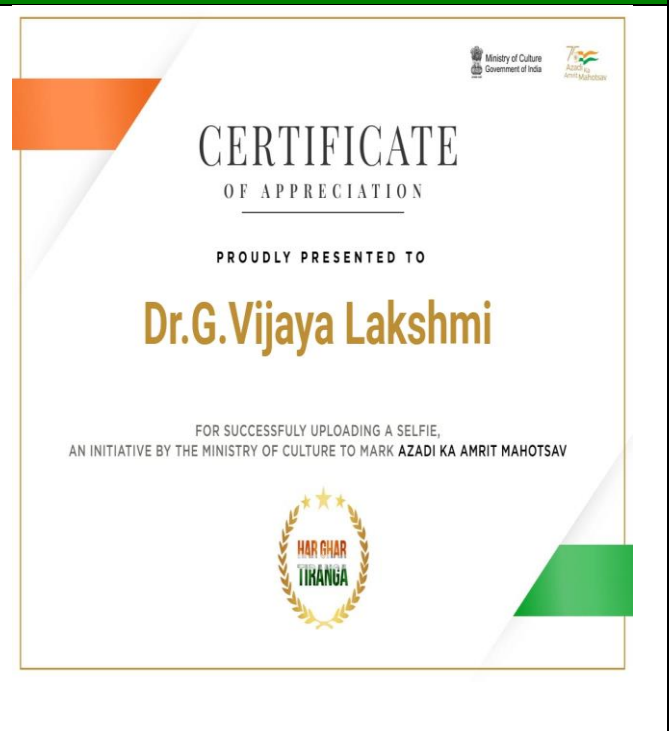 Ministry of Culture
Government of India
Azadi Ka
Amrit Mahotsav
CERTIFICATE
OF APPRECIATION
PROUDLY PRESENTED TO
Dr.G.Vijaya Lakshmi
FOR SUCCESSFULY UPLOADING A SELFIE,
AN INITIATIVE BY THE MINISTRY OF CULTURE TO MARK AZADI KA AMRIT MAHOTSAV
HAR GHAR
TIRANGA